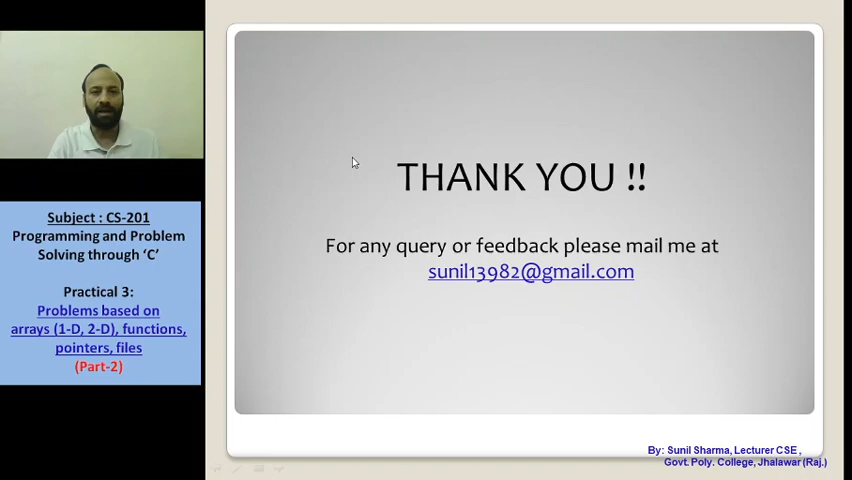 Subject : CS-201
Programming and Problem
Solving through ‘C’
Practical 3:
Problems based on
arrays (1-D, 2-D), functions,
pointers, files
(Part-2)
THANK YOU !!
For any query or feedback please mail me at
sunil13982@gmail.com
By: Sunil Sharma, Lecturer CSE ,
Govt. Poly. College, Jhalawar (Raj.)